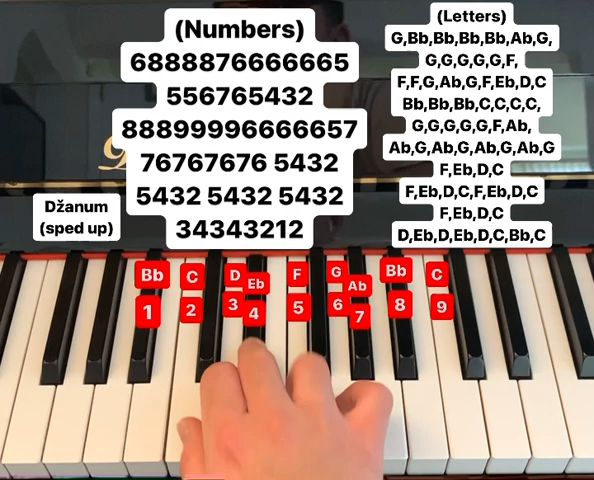 (Numbers)
6888876666665
556765432
88899996666657
76767676 5432
5432 5432 5432
34343212
(Letters)
G,Bb,Bb,Bb,Bb,Ab,G,
G,G,G,G,G,F,
F,F,G,Ab,G,F,Eb,D,C
Bb,Bb,Bb,C,C,C,C,
G,G,G,G,G,F,Ab,
Ab,G,Ab,G,Ab,G,Ab,G
F,Eb,D,C
F,Eb,D,C,F,Eb,D,C
F,Eb,D,C
D,Eb,D,Eb,D,C,Bb,C
Džanum
(sped up)
Bb C D Eb F G Ab Bb C
1 2 3 4 5 6 7 8 9